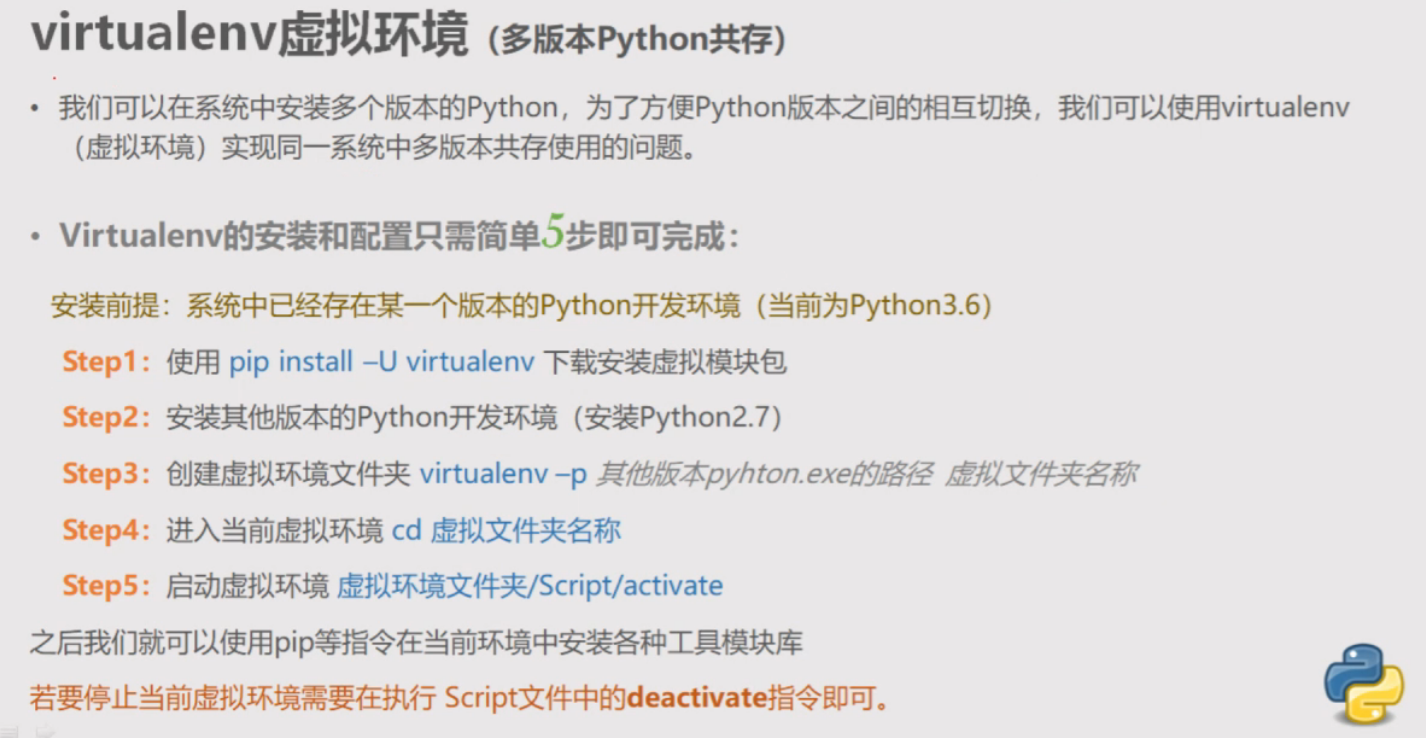 virtualenv虚拟环境（多版本Python共存）
• 我们可以在系统中安装多个版本的Python，为了方便Python版本之间的相互切换，我们可以使用virtualenv
（虚拟环境）实现同一系统中多版本共存使用的问题。
• Virtualenv的安装和配置只需简单5步即可完成：
安装前提：系统中已经存在某一个版本的Python开发环境（当前为Python3.6）
Step1：使用 pip install –U virtualenv 下载安装虚拟模块包
Step2：安装其他版本的Python开发环境（安装Python2.7）
Step3：创建虚拟环境文件夹 virtualenv –p 其他版本pyhton.exe的路径 虚拟文件夹名称
Step4：进入当前虚拟环境 cd 虚拟文件夹名称
Step5：启动虚拟环境 虚拟环境文件夹/Script/activate
之后我们就可以使用pip等指令在当前环境中安装各种工具模块库
若要停止当前虚拟环境需要在执行 Script文件中的deactivate指令即可。